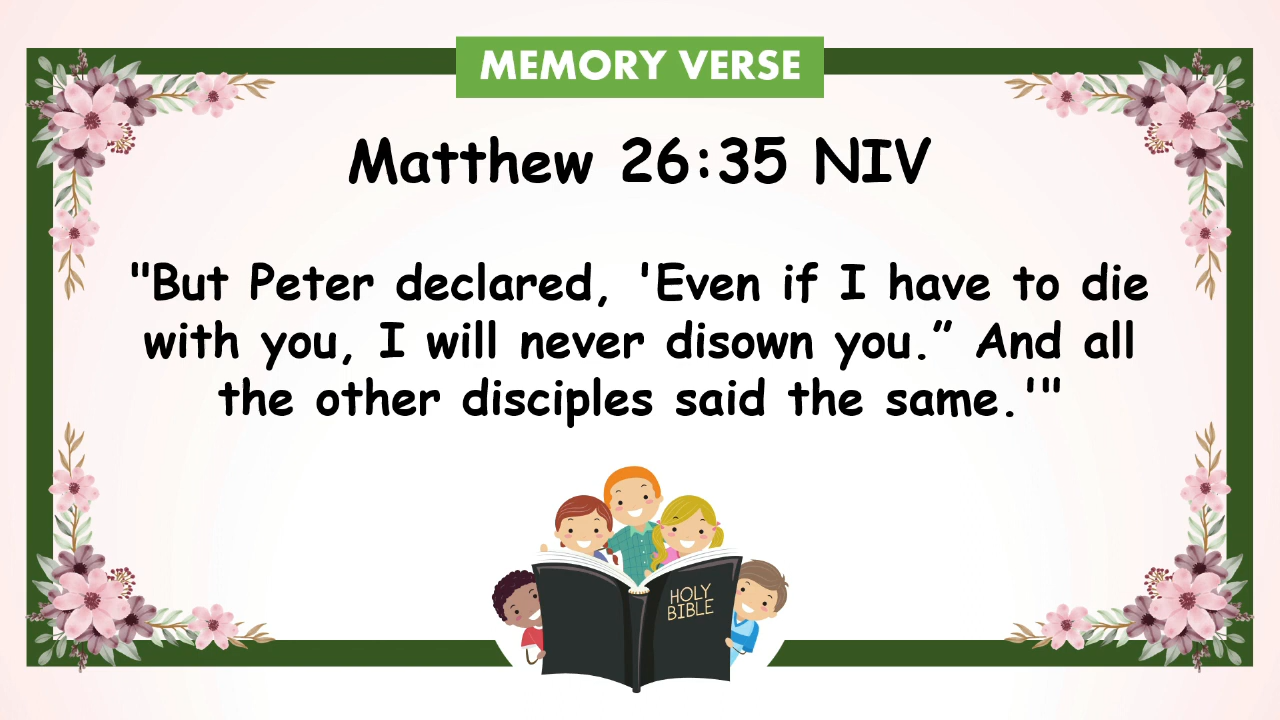 MEMORY VERSE
Matthew 26:35 NIV
"But Peter declared, 'Even if I have to die
with you, I will never disown you.” And all
the other disciples said the same.'"
HOLY
BIBLE